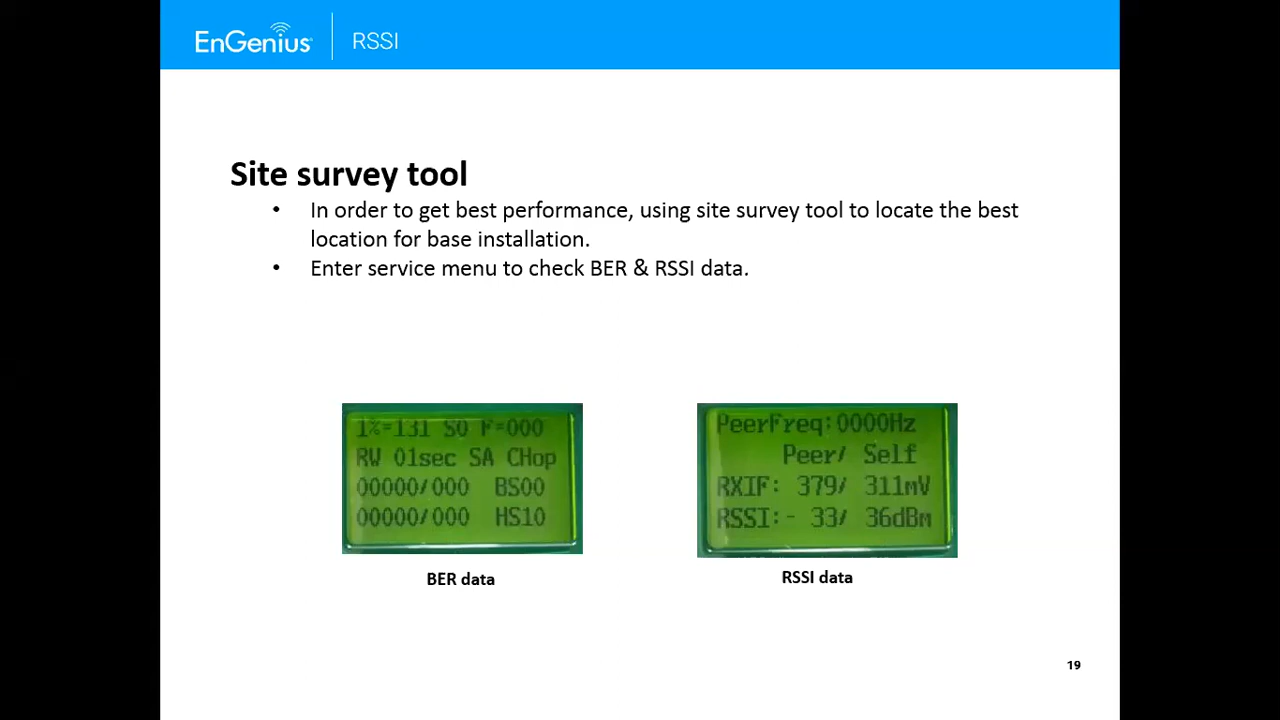 EnGenius | RSSI
Site survey tool
• In order to get best performance, using site survey tool to locate the best
location for base installation.
• Enter service menu to check BER & RSSI data.
1%=131 S0 F=000
RW 01sec SA CHop
00000/000 BS00
00000/000 HS10
PeerFreq:0000Hz
Peer/ Self
RXIF: 379/ 311mV
RSSI:- 33/ 36dBm
BER data
RSSI data
19